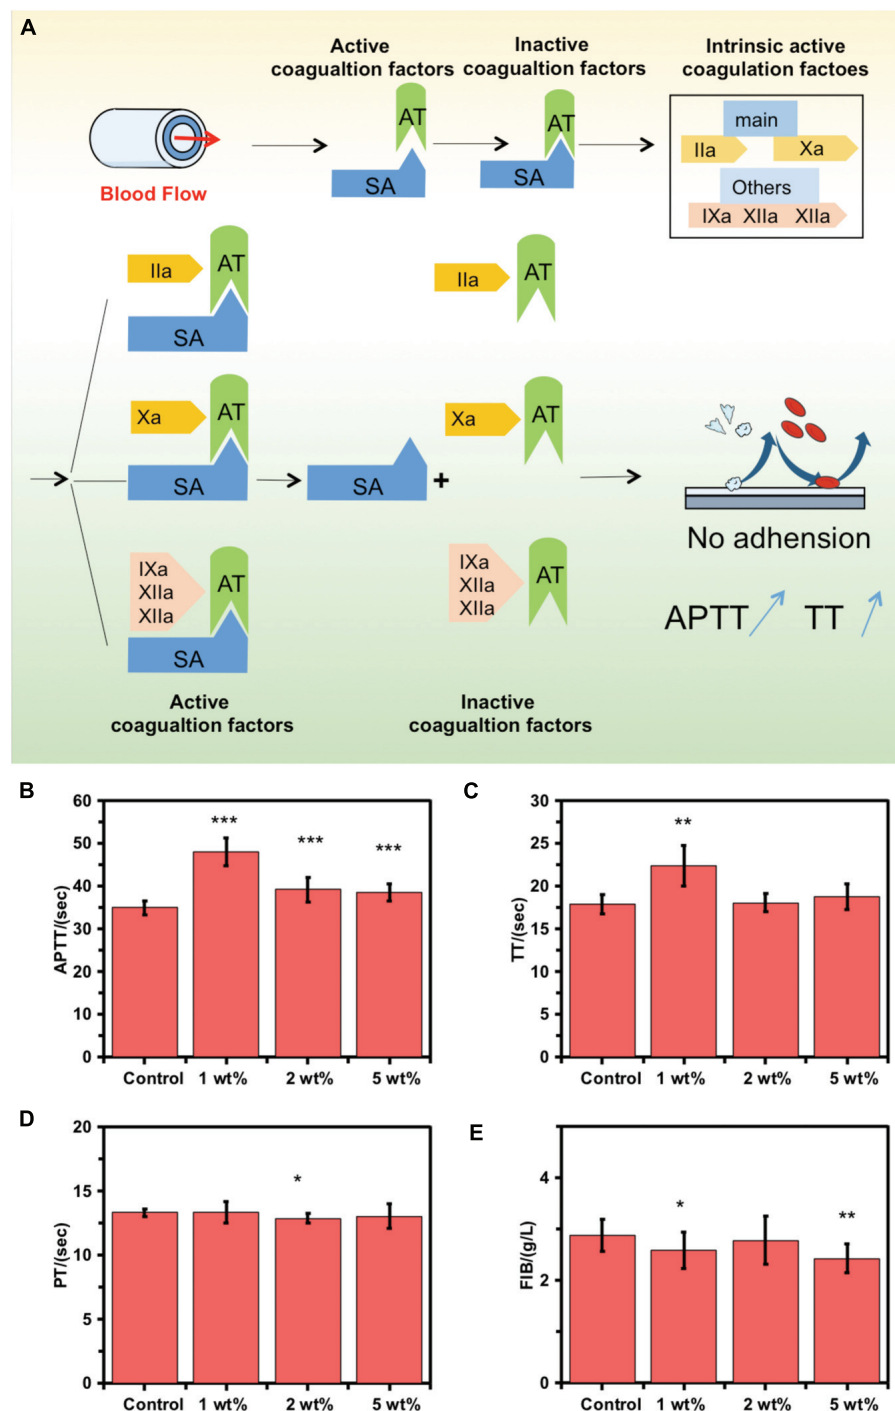 A
Active
coagualtion factors
Inactive
coagualtion factors
Intrinsic active
coagulation factoes
Blood Flow
AT
SA
AT
SA
main
IIa
Xa
Others
IXa XIIa XIIa
IIa
AT
SA
IIa
AT
Xa
AT
SA
SA
+
Xa
AT
No adhension
IXa
XIIa
XIIa
AT
SA
IXa
XIIa
XIIa
AT
APTT
TT
Active
coagualtion factors
Inactive
coagualtion factors
B
APTT/(sec)
60
50
40
30
20
10
0
***
***
***
Control 1 wt% 2 wt% 5 wt%
C
TT/(sec)
30
25
20
15
10
5
0
**
Control 1 wt% 2 wt% 5 wt%
D
PT/(sec)
20
15
10
5
0
*
Control 1 wt% 2 wt% 5 wt%
E
FIB/(g/L)
4
2
0
*
**
Control 1 wt% 2 wt% 5 wt%